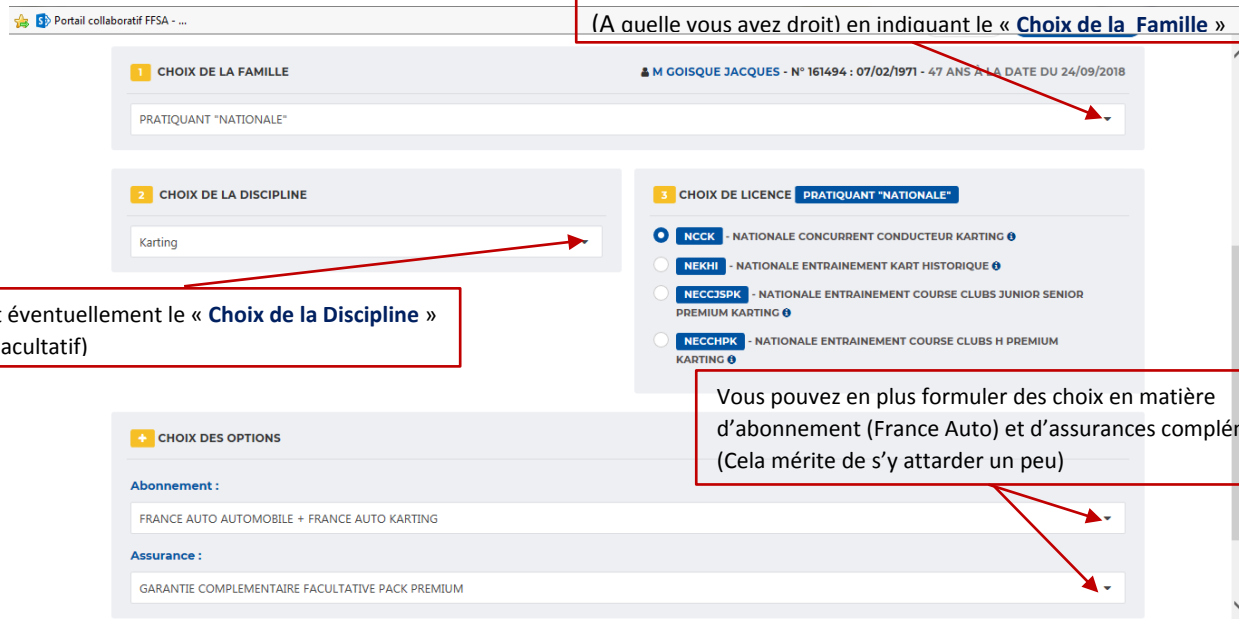 Portail collaboratif FFSA - ...
(A quelle vous avez droit) en indiquant le « Choix de la Famille »
1 CHOIX DE LA FAMILLE
M GOISQUE JACQUES - N° 161494 : 07/02/1971 - 47 ANS À LA DATE DU 24/09/2018
PRATIQUANT "NATIONALE"
2 CHOIX DE LA DISCIPLINE
Karting
éventuellement le « Choix de la Discipline »
acultatif)
3 CHOIX DE LICENCE PRATIQUANT "NATIONALE"
NCCK - NATIONALE CONCURRENT CONDUCTEUR KARTING
NEKHI - NATIONALE ENTRAINEMENT KART HISTORIQUE
NECCJSPK - NATIONALE ENTRAINEMENT COURSE CLUBS JUNIOR SENIOR
PREMIUM KARTING
NECCHPK - NATIONALE ENTRAINEMENT COURSE CLUBS H PREMIUM
KARTING
Vous pouvez en plus formuler des choix en matière
d'abonnement (France Auto) et d'assurances complé
(Cela mérite de s'y attarder un peu)
+ CHOIX DES OPTIONS
Abonnement :
FRANCE AUTO AUTOMOBILE + FRANCE AUTO KARTING
Assurance :
GARANTIE COMPLEMENTAIRE FACULTATIVE PACK PREMIUM